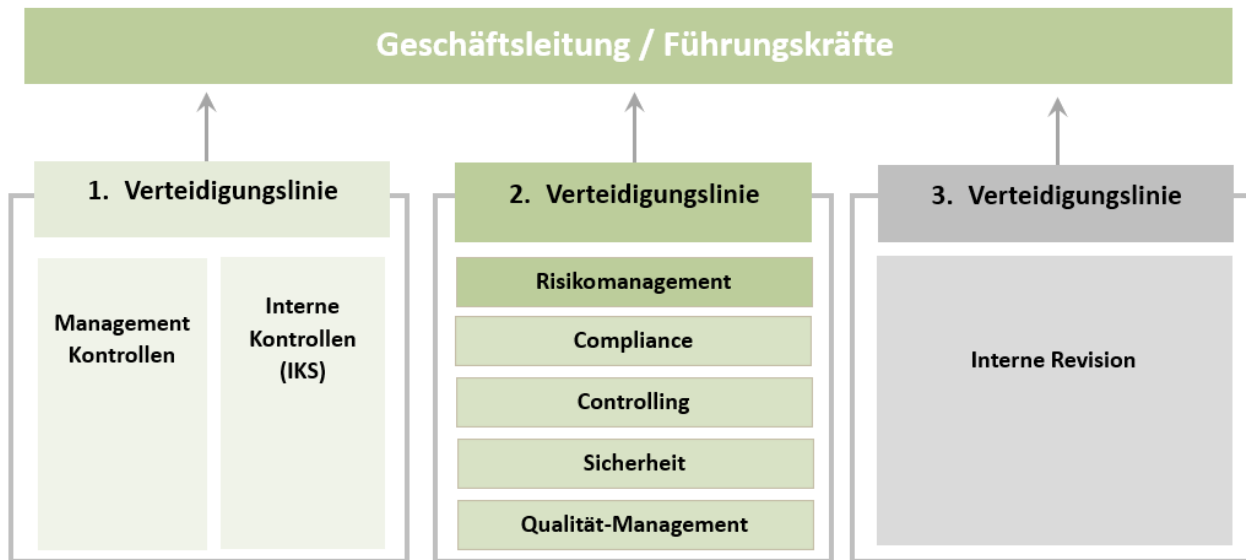 Geschäftsleitung / Führungskräfte
1. Verteidigungslinie
Management
Kontrollen
Interne
Kontrollen
(IKS)
2. Verteidigungslinie
Risikomanagement
Compliance
Controlling
Sicherheit
Qualität-Management
3. Verteidigungslinie
Interne Revision